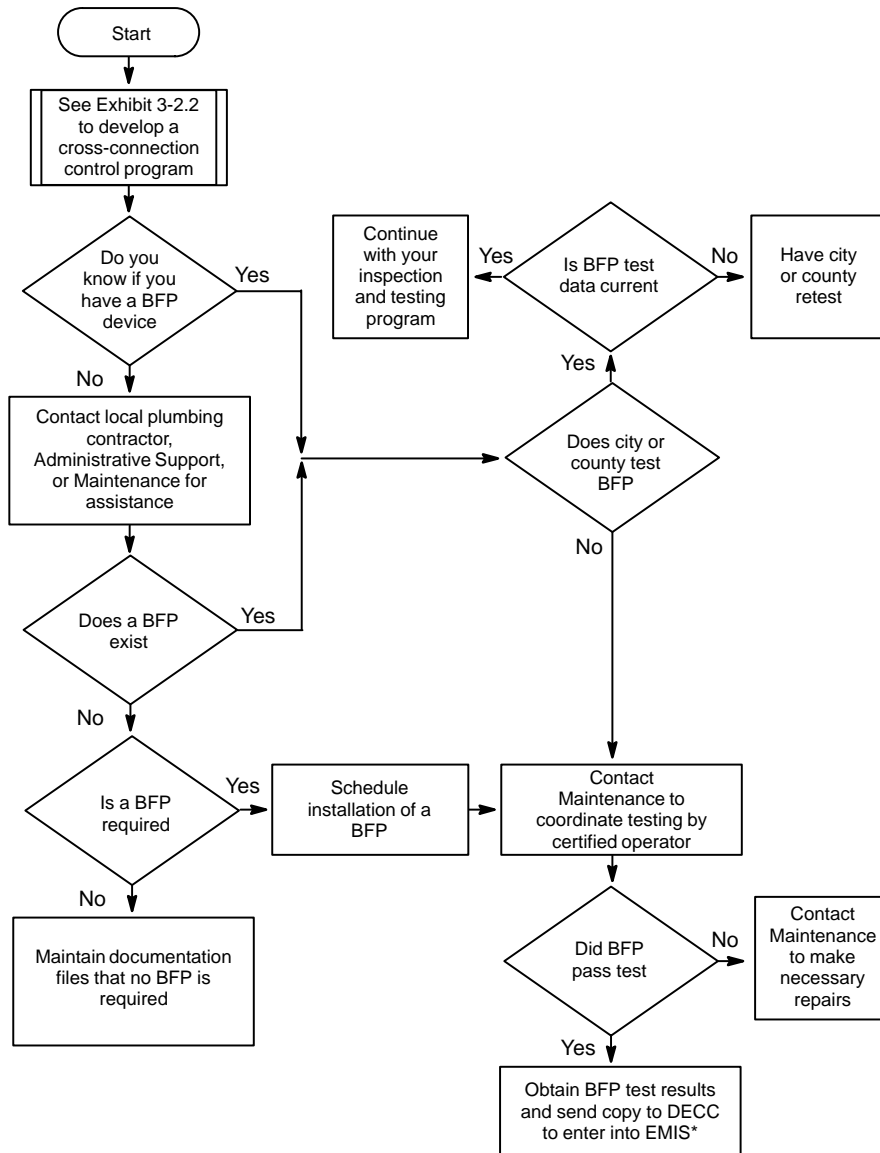 Start
See Exhibit 3-2.2
to develop a
cross-connection
control program
Do you
know if you
have a BFP
device
Yes
No
Contact local plumbing
contractor,
Administrative Support,
or Maintenance for
assistance
Does a BFP
exist
Yes
No
Is a BFP
required
Yes
No
Maintain documentation
files that no BFP is
required
Schedule
installation of a
BFP
Continue
with your
inspection
and testing
program
Yes
Is BFP test
data current
No
Have city
or county
retest
Yes
Does city or
county test
BFP
No
Contact
Maintenance to
coordinate testing by
certified operator
Did BFP
pass test
No
Contact
Maintenance
to make
necessary
repairs
Yes
Obtain BFP test results
and send copy to DECC
to enter into EMIS*